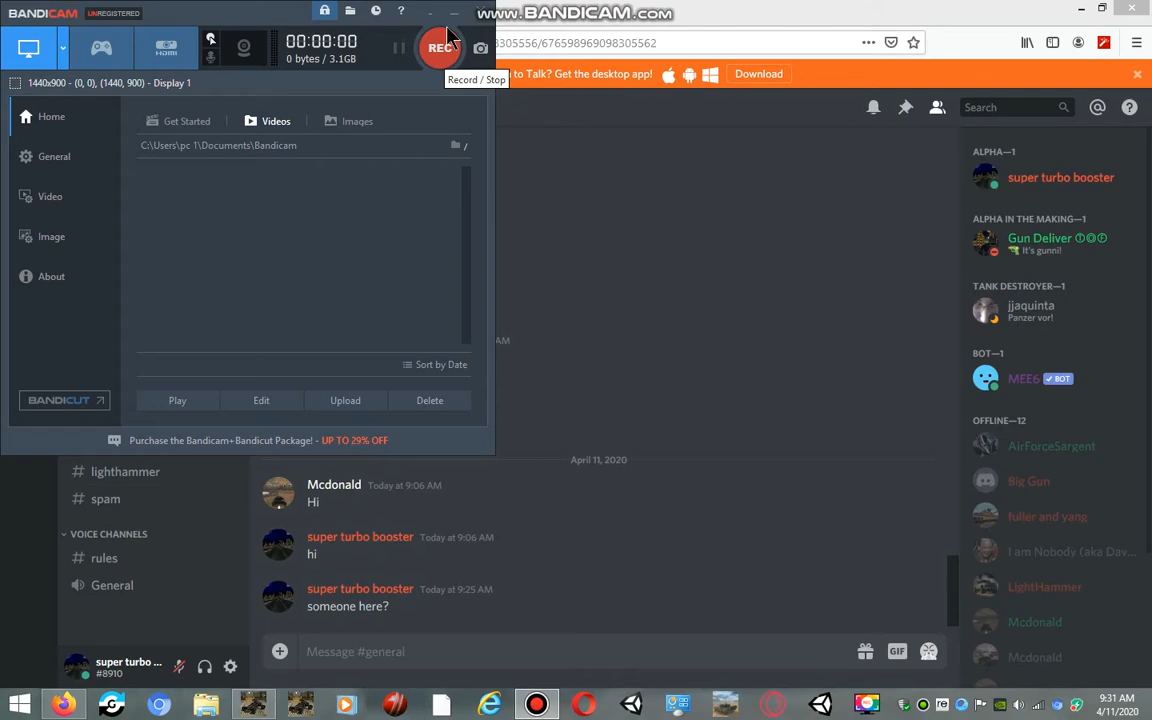 BANDICAM UNREGISTERED
www.BANDICAM.com
HDMI
00:00:00
0 bytes / 3.1GB
REC
Record / Stop
1440x900 - (0, 0), (1440, 900) - Display 1
Home
General
Video
Image
About
BANDICUT
Get Started
Videos
Images
C:\Users\pc 1\Documents\Bandicam
Sort by Date
Play
Edit
Upload
Delete
Purchase the Bandicam+Bandicut Package! - UP TO 29% OFF
8305556/676598969098305562
to Talk? Get the desktop app!
Download
Search
AM
# lighthammer
# spam
VOICE CHANNELS
rules
General
super turbo ...
#8910
April 11, 2020
Mcdonald Today at 9:06 AM
Hi
super turbo booster Today at 9:06 AM
hi
super turbo booster Today at 9:25 AM
someone here?
Message #general
GIF
ALPHA—1
super turbo booster
ALPHA IN THE MAKING—1
Gun Deliver ⓉⓄⒻ
It's gunni!
TANK DESTROYER—1
jjaquinta
Panzer vor!
BOT—1
MEE6 BOT
OFFLINE—12
AirForceSargent
Big Gun
fuller and yang
I am Nobody (aka Dav...
LightHammer
Mcdonald
Mcdonald
9:31 AM
4/11/2020